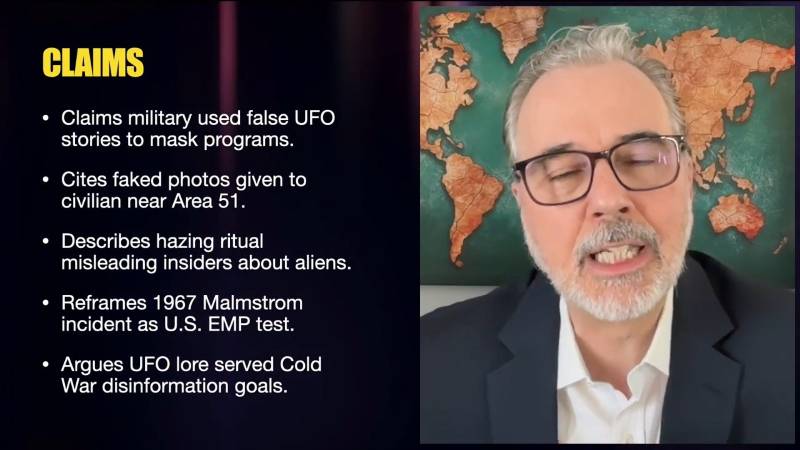 CLAIMS
• Claims military used false UFO
stories to mask programs.
• Cites faked photos given to
civilian near Area 51.
• Describes hazing ritual
misleading insiders about aliens.
• Reframes 1967 Malmstrom
incident as U.S. EMP test.
• Argues UFO lore served Cold
War disinformation goals.